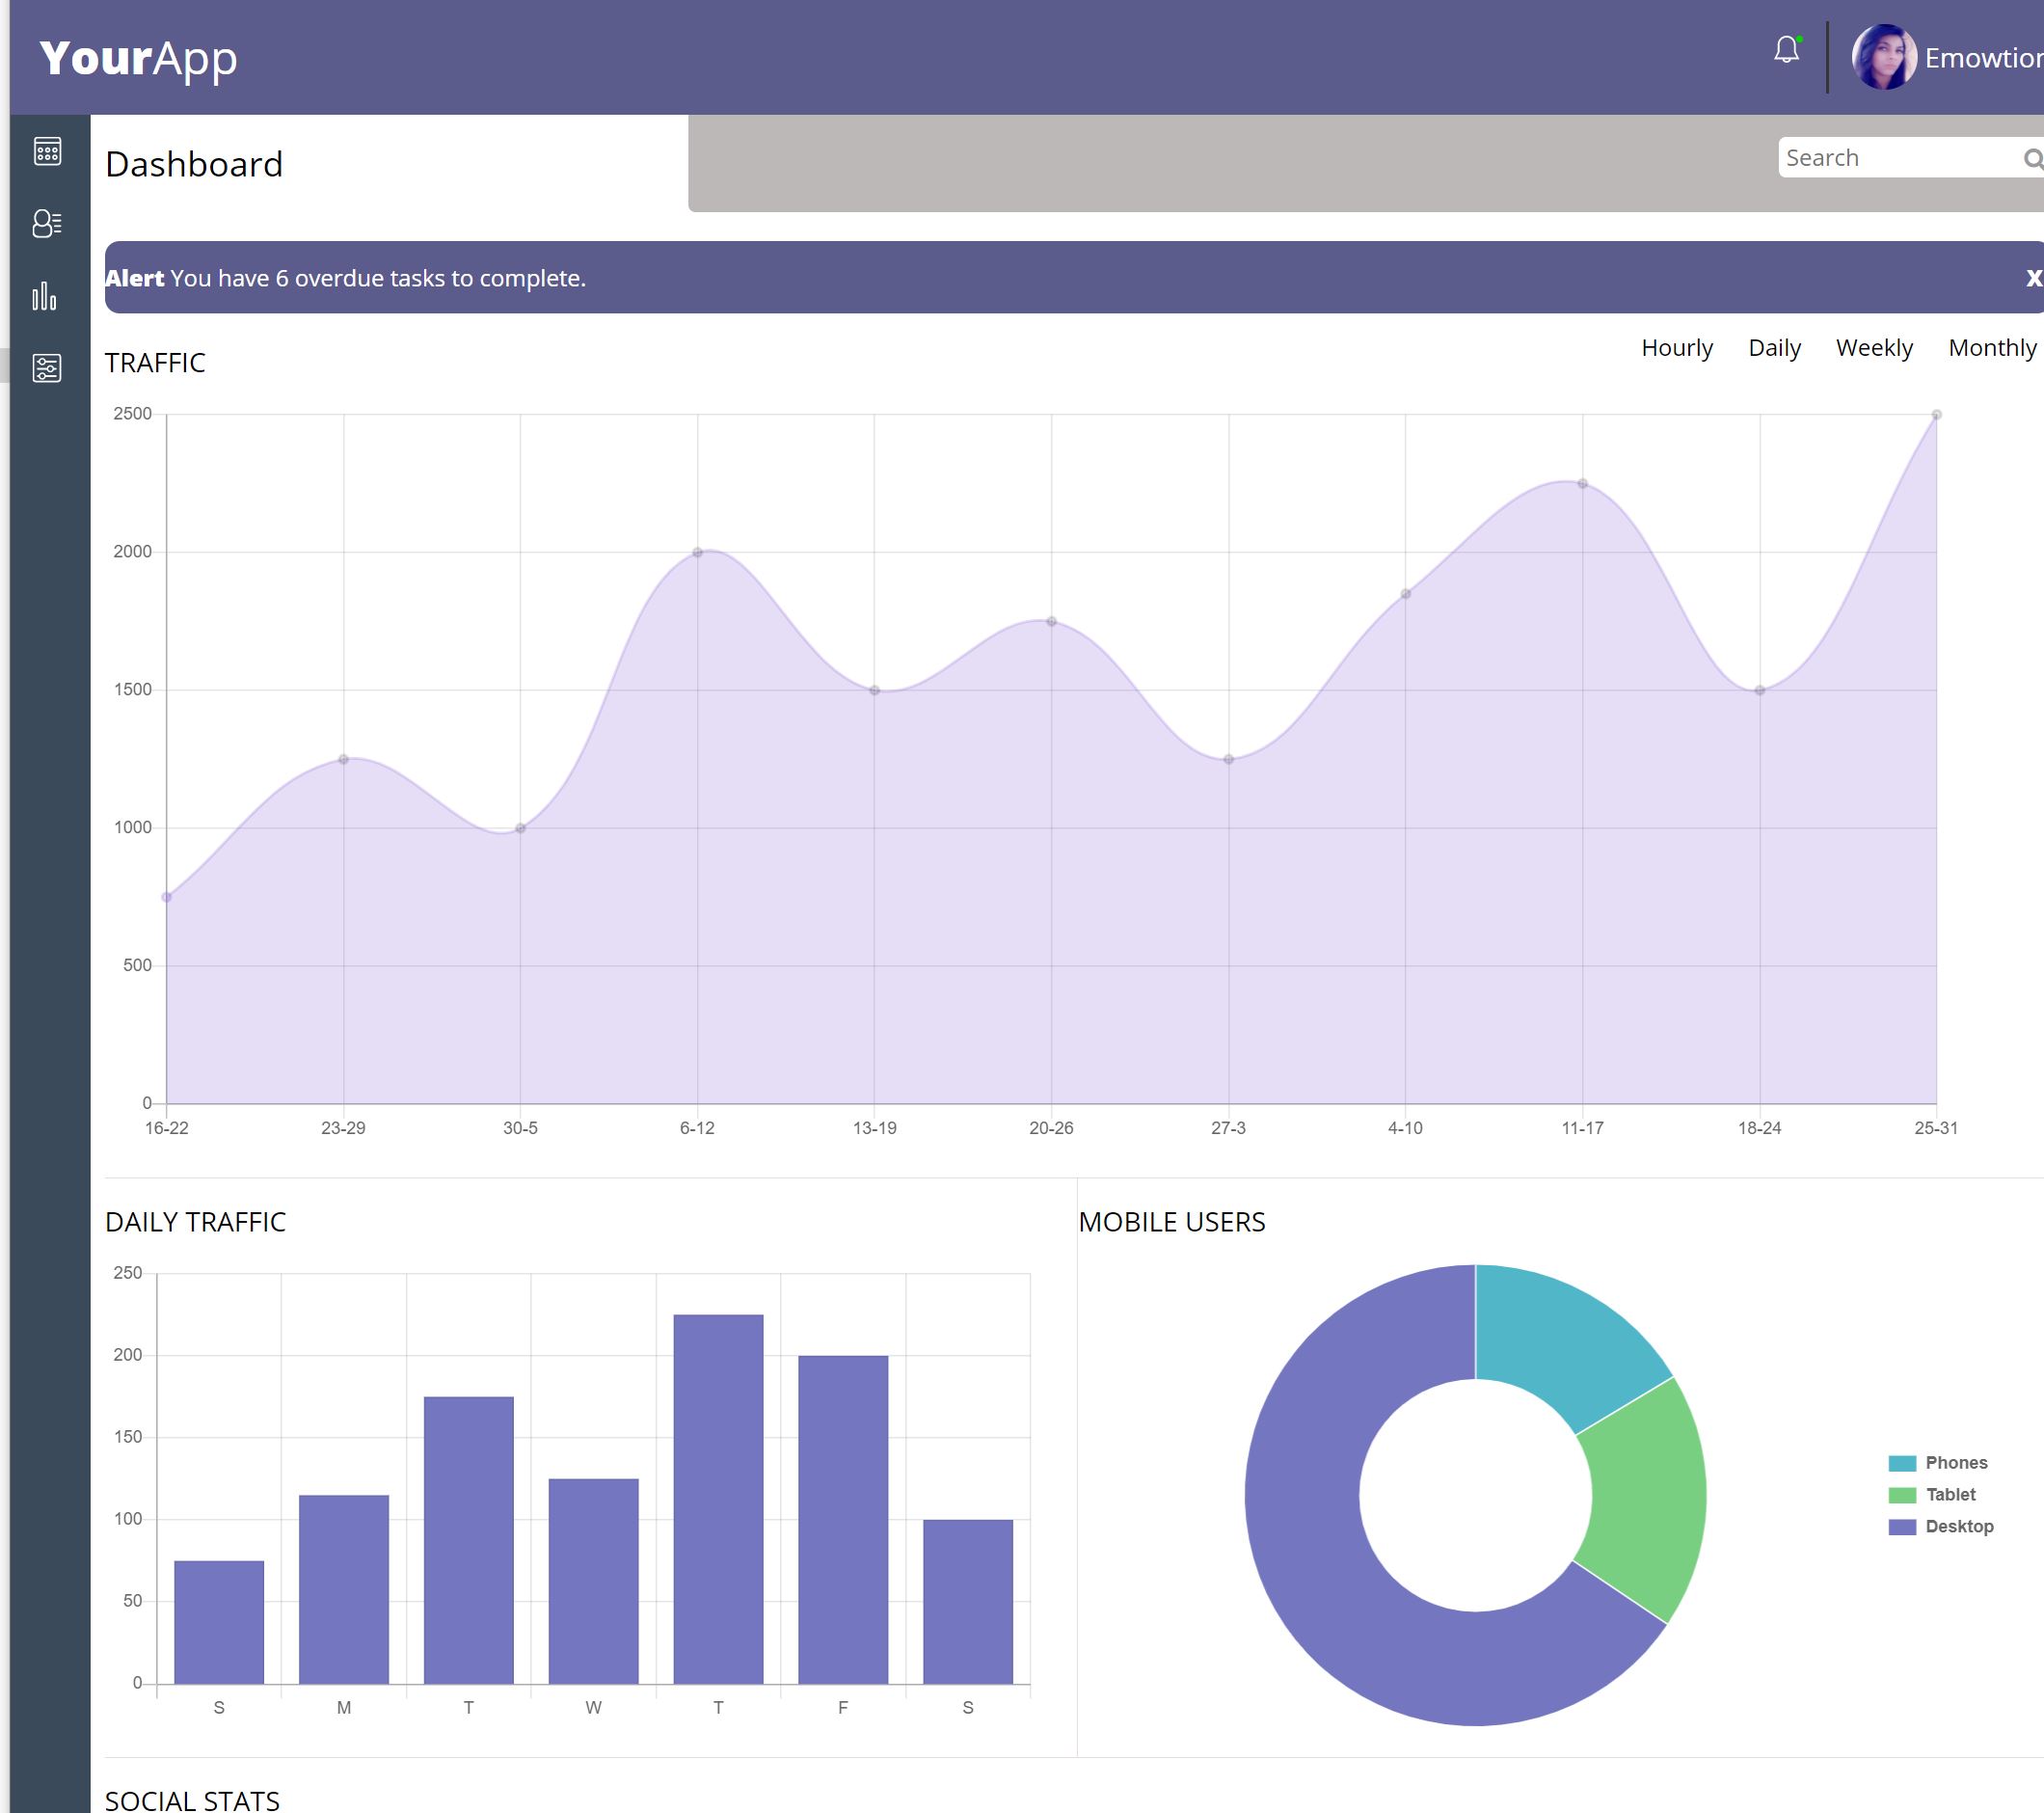 YourApp
Emowtion
Dashboard
Search
Alert You have 6 overdue tasks to complete.
X
TRAFFIC
Hourly Daily Weekly Monthly
2500
2000
1500
1000
500
0
16-22 23-29 30-5 6-12 13-19 20-26 27-3 4-10 11-17 18-24 25-31
DAILY TRAFFIC
250
200
150
100
50
0
S M T W T F S
MOBILE USERS
Phones
Tablet
Desktop
SOCIAL STATS